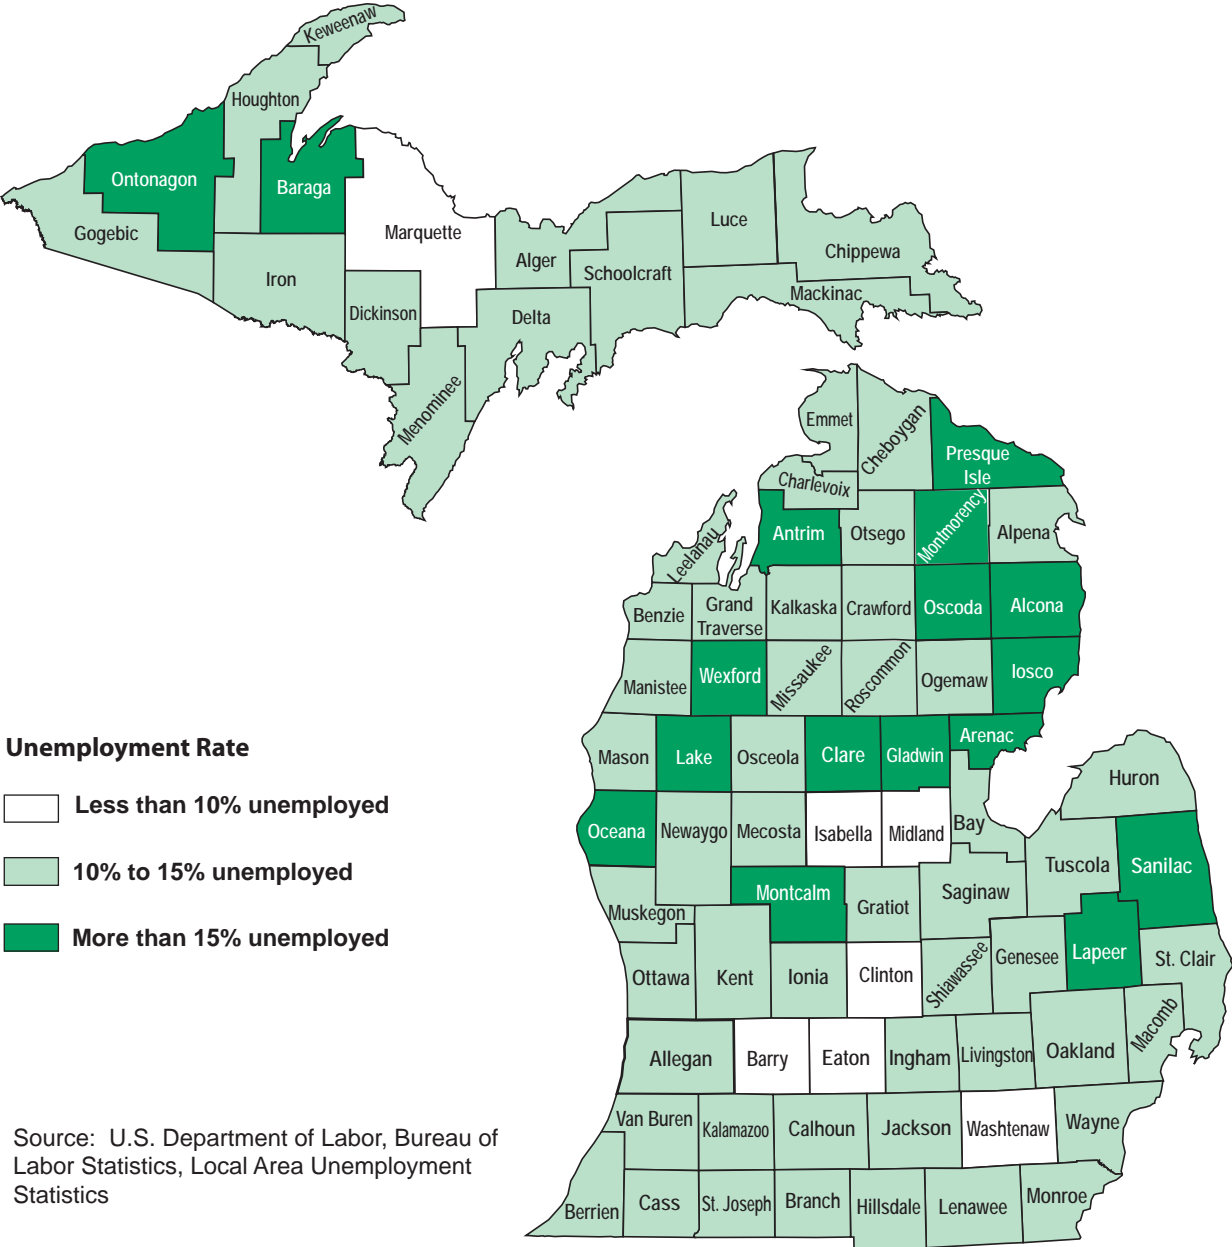 Keweenaw
Houghton
Ontonagon
Baraga
Gogebic
Marquette
Iron
Dickinson
Menominee
Alger
Delta
Schoolcraft
Luce
Chippewa
Mackinac
Emmet
Cheboygan
Presque
Isle
Charlevoix
Antrim
Otsego
Montmorency
Alpena
Leelanau
Benzie
Grand
Traverse
Kalkaska
Crawford
Oscoda
Alcona
Manistee
Wexford
Missaukee
Roscommon
Ogemaw
Iosco
Mason
Lake
Osceola
Clare
Gladwin
Arenac
Huron
Oceana
Newaygo
Mecosta
Isabella
Midland
Bay
Tuscola
Sanilac
Muskegon
Montcalm
Gratiot
Saginaw
Ottawa
Kent
Ionia
Clinton
Shiawassee
Genesee
Lapeer
St. Clair
Allegan
Barry
Eaton
Ingham
Livingston
Oakland
Macomb
Van Buren
Kalamazoo
Calhoun
Jackson
Washtenaw
Wayne
Berrien
Cass
St. Joseph
Branch
Hillsdale
Lenawee
Monroe
Unemployment Rate
Less than 10% unemployed
10% to 15% unemployed
More than 15% unemployed
Source: U.S. Department of Labor, Bureau of
Labor Statistics, Local Area Unemployment
Statistics